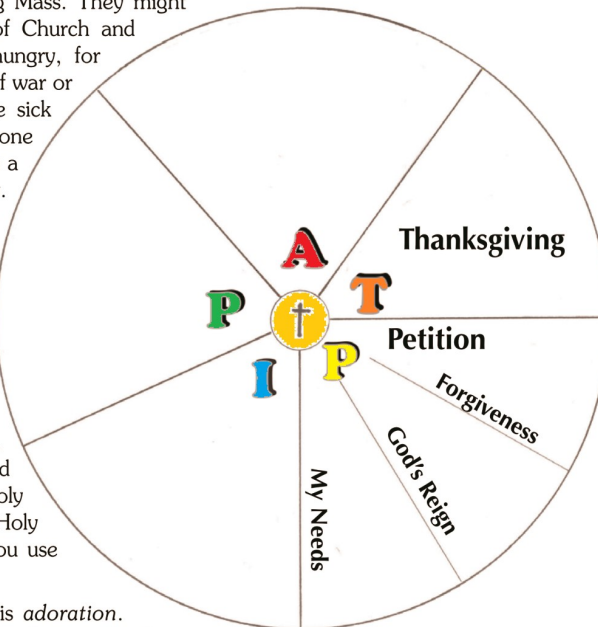 g Mass. They might
of Church and
hungry, for
f war or
e sick
one
a
A
Thanksgiving
T
P
Petition
P
I
Forgiveness
God's Reign
My Needs
d
oly
Holy
ou use
is adoration.